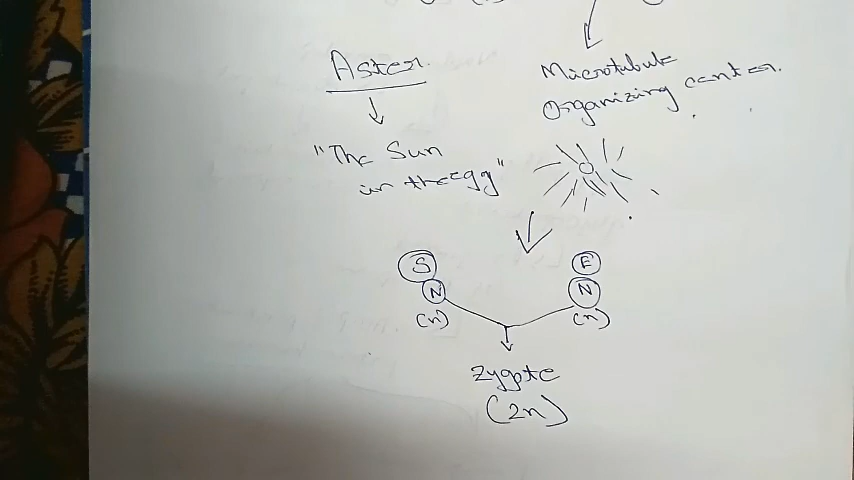 Aster.
Microtubule
Organizing center.
"The Sun
in the egg"
S
E
N
N
(n)
(n)
Zygote
(2n)